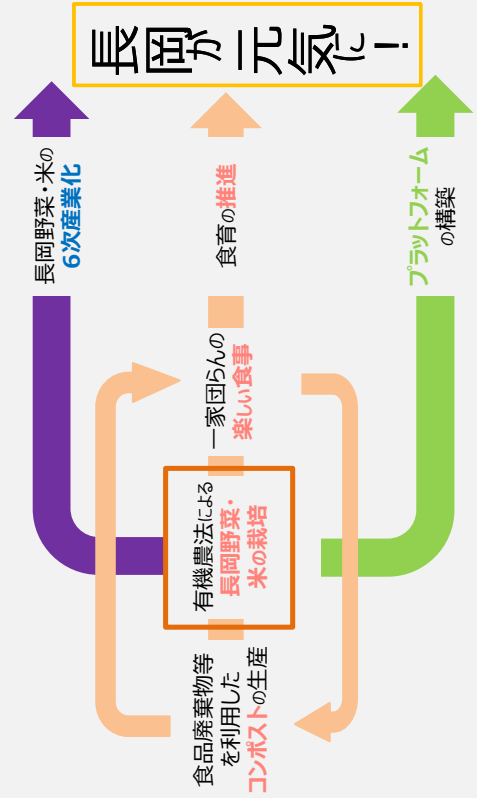 長岡が元気に！
長岡野菜・米の
6次産業化
食品廃棄物等
を利用した
コンポストの生産
有機農法による
長岡野菜・
米の栽培
一家団らんの
楽しい食事
食育の推進
プラットフォーム
の構築